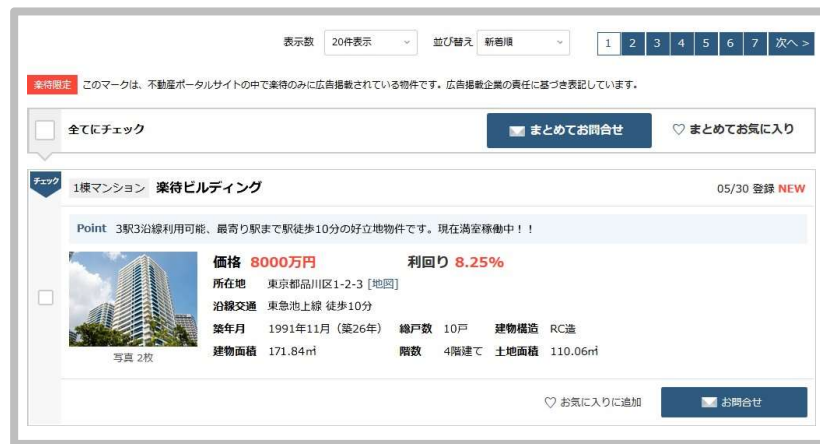 表示数 20件表示 並び替え 新着順 1 2 3 4 5 6 7 次へ >
楽待限定 このマークは、不動産ポータルサイトの中で楽待のみに広告掲載されている物件です。広告掲載企業の責任に基づき表記しています。
全てにチェック まとめてお問合せ ♡ まとめてお気に入り
チェック 1棟マンション 楽待ビルディング 05/30 登録 NEW
Point 3駅3沿線利用可能、最寄り駅まで駅徒歩10分の好立地物件です。現在満室稼働中！！
価格 8000万円 利回り 8.25%
所在地 東京都品川区1-2-3 [地図]
沿線交通 東急池上線 徒歩10分
築年月 1991年11月（築26年） 総戸数 10戸 建物構造 RC造
建物面積 171.84㎡ 階数 4階建て 土地面積 110.06㎡
写真 2枚
♡ お気に入りに追加 お問合せ